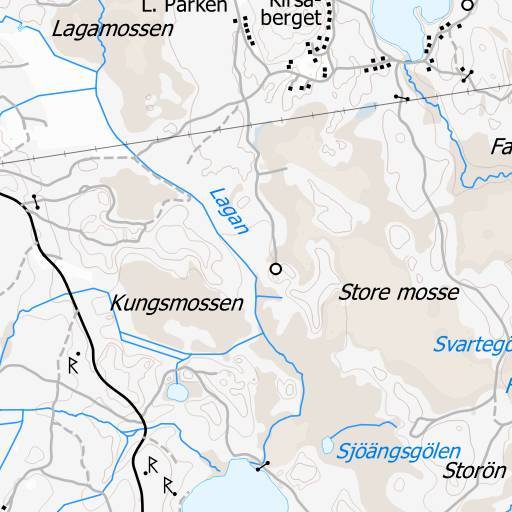 L. Parken
Kirsa-
berget
Lagamossen
Fa
Lagan
Store mosse
Kungsmossen
Svartegö
R
Sjöängsgölen
Storön
R
R